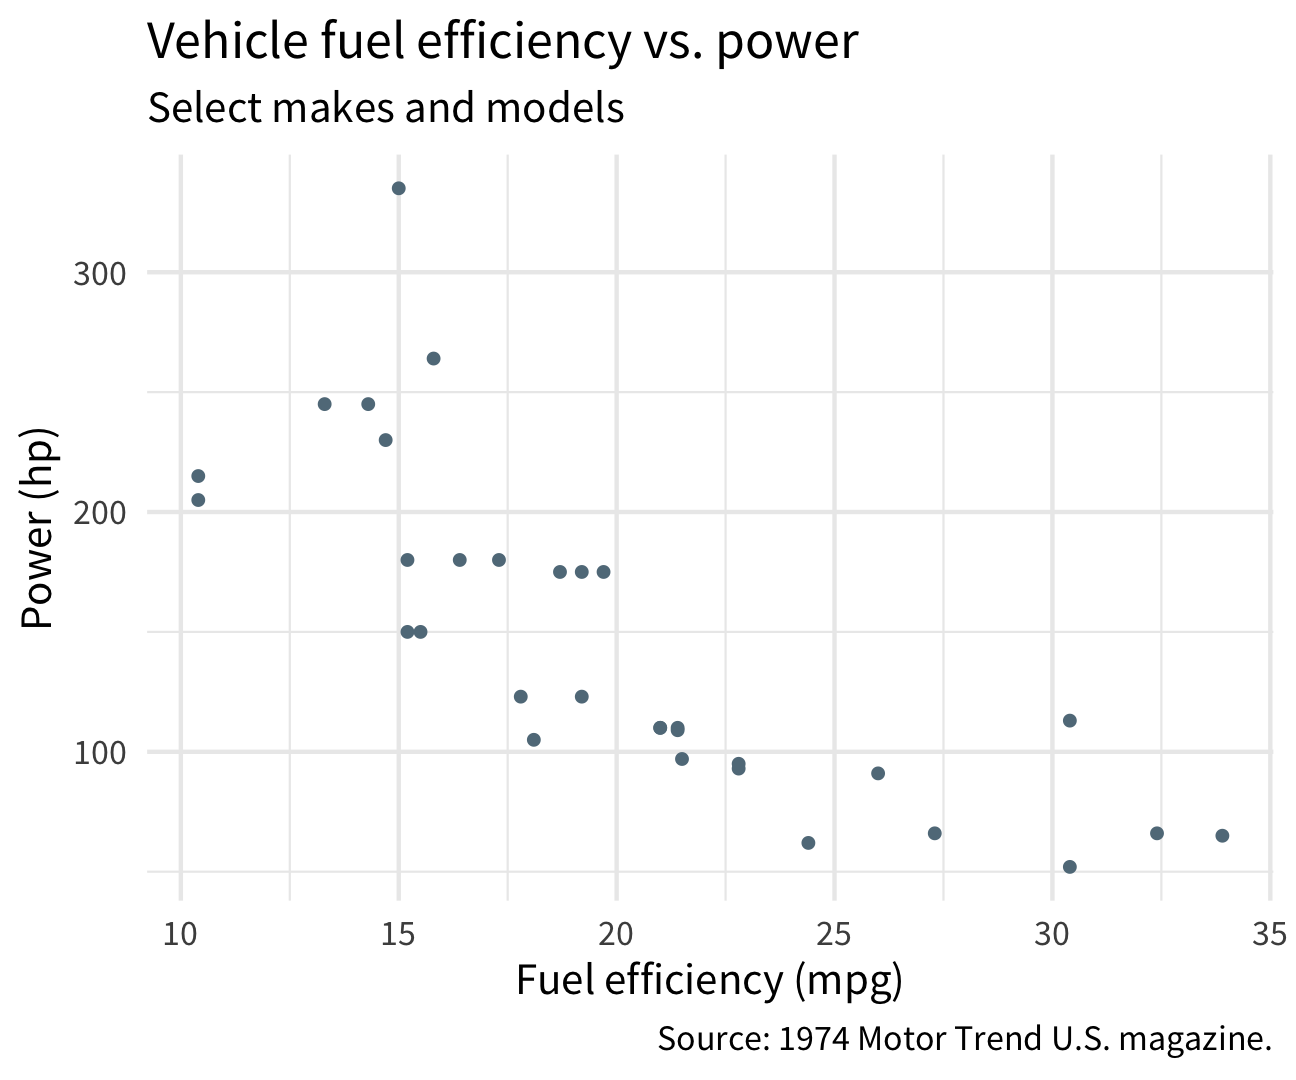 Vehicle fuel efficiency vs. power
Select makes and models
300
200
100
Power (hp)
10 15 20 25 30 35
Fuel efficiency (mpg)
Source: 1974 Motor Trend U.S. magazine.